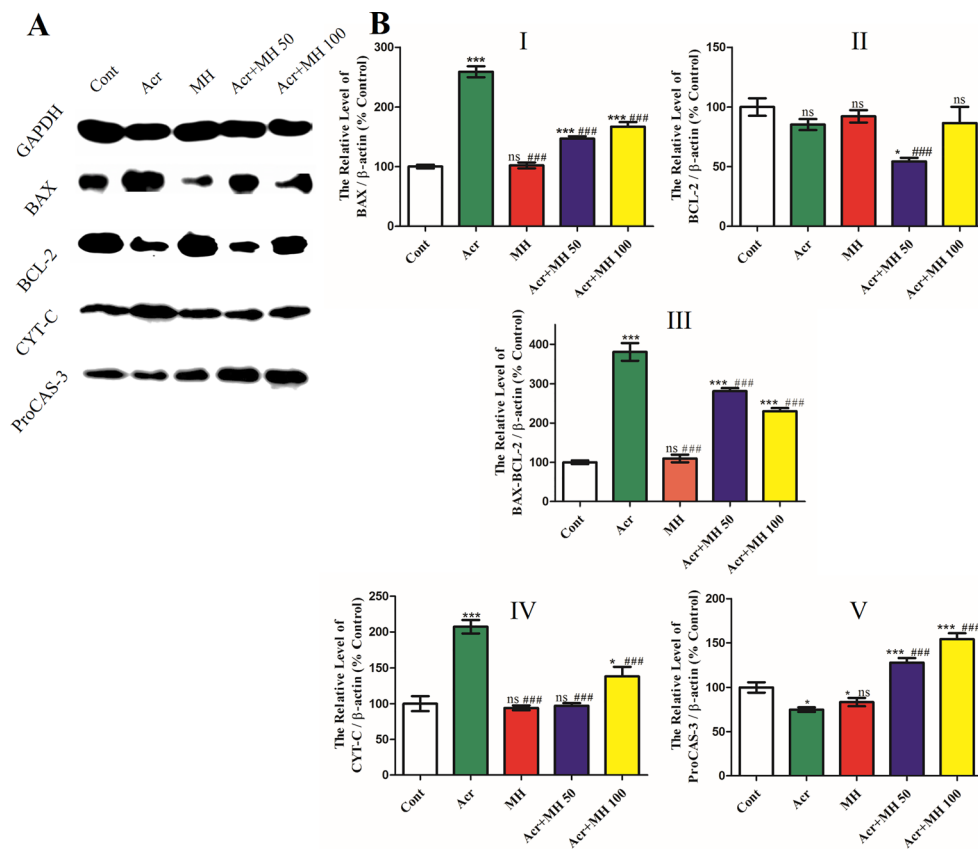 A
Cont Acr MH Acr+MH 50 Acr+MH 100
GAPDH
BAX
BCL-2
CYT-C
ProCAS-3
B
I
The Relative Level of
BAX / β-actin (% Control)
300
200
100
0
***
ns ###
*** ###
*** ###
Cont Acr MH Acr+MH 50 Acr+MH 100
II
The Relative Level of
BCL-2 / β-actin (% Control)
150
100
50
0
ns
ns
* ###
ns
Cont Acr MH Acr+MH 50 Acr+MH 100
III
The Relative Level of
BAX-BCL-2 / β-actin (% Control)
400
300
200
100
0
***
ns ###
*** ###
*** ###
Cont Acr MH Acr+MH 50 Acr+MH 100
IV
The Relative Level of
CYT-C / β-actin (% Control)
250
200
150
100
50
0
***
ns ###
ns ###
* ###
Cont Acr MH Acr+MH 50 Acr+MH 100
V
The Relative Level of
ProCAS-3 / β-actin (% Control)
200
150
100
50
0
*
* ns
*** ###
*** ###
Cont Acr MH Acr+MH 50 Acr+MH 100